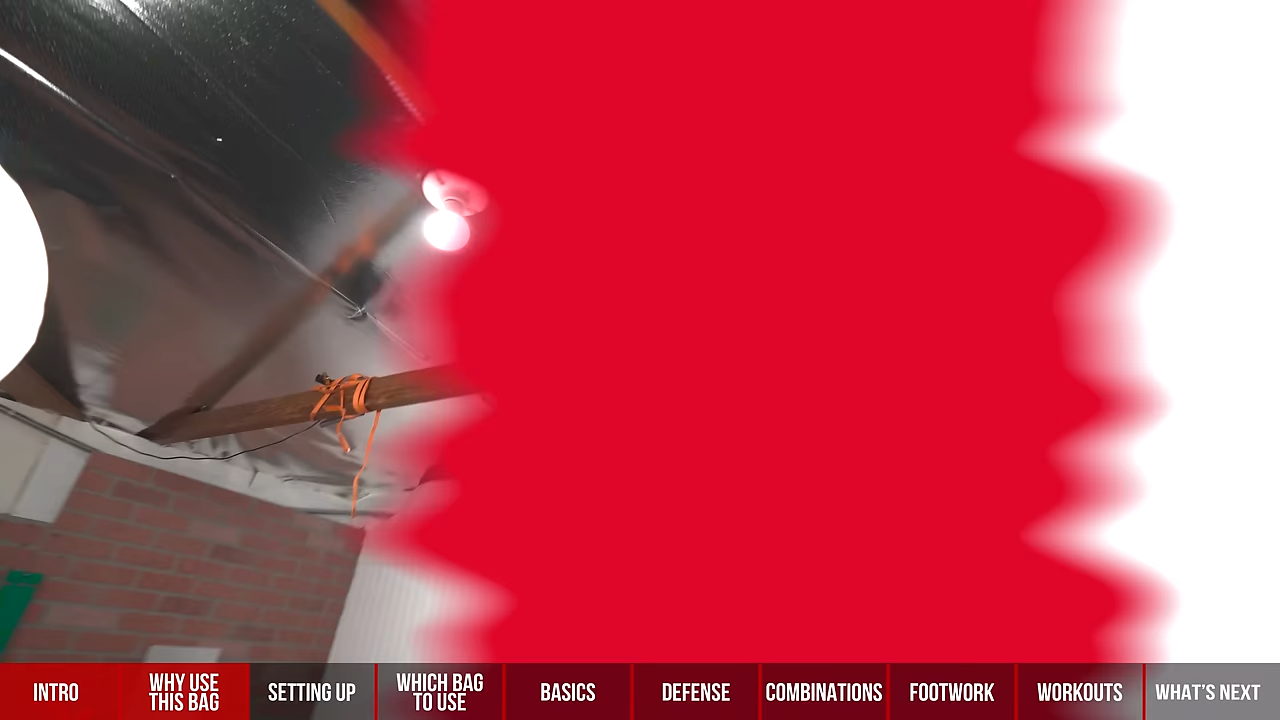 INTRO
WHY USE
THIS BAG
SETTING UP
WHICH BAG
TO USE
BASICS
DEFENSE
COMBINATIONS
FOOTWORK
WORKOUTS
WHAT'S NEXT